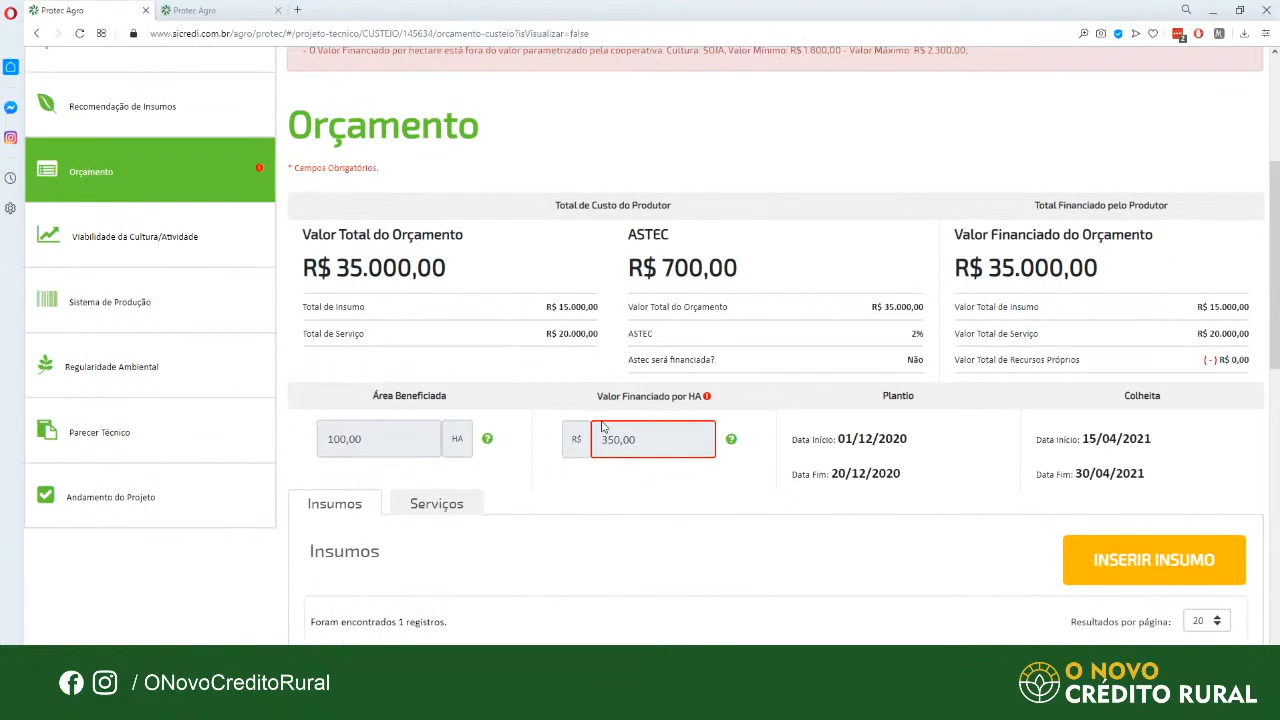 Protec Agro
Protec Agro
www.sicredi.com.br/agro/protec/#/projeto-tecnico/CUSTEIO/145634/orcamento-custeio?isVisualizar=false
- O Valor Financiado por hectare está fora do valor parametrizado pela cooperativa. Cultura: SOJA, Valor Mínimo: R$ 1.800,00 - Valor Máximo: R$ 2.300,00.
Recomendação de Insumos
Orçamento
Viabilidade da Cultura/Atividade
Sistema de Produção
Regularidade Ambiental
Parecer Técnico
Andamento do Projeto
Orçamento
* Campos Obrigatórios.
Total de Custo do Produtor
Total Financiado pelo Produtor
Valor Total do Orçamento
ASTEC
Valor Financiado do Orçamento
R$ 35.000,00
R$ 700,00
R$ 35.000,00
Total de Insumo R$ 15.000,00
Valor Total do Orçamento R$ 35.000,00
Valor Total de Insumo R$ 15.000,00
Total de Serviço R$ 20.000,00
ASTEC 2%
Valor Total de Serviço R$ 20.000,00
Astec será financiada? Não
Valor Total de Recursos Próprios ( - ) R$ 0,00
Área Beneficiada
Valor Financiado por HA
Plantio
Colheita
100,00 HA
R$ 350,00
Data Início: 01/12/2020
Data Início: 15/04/2021
Data Fim: 20/12/2020
Data Fim: 30/04/2021
Insumos
Serviços
Insumos
INSERIR INSUMO
Foram encontrados 1 registros.
Resultados por página: 20
/ ONovoCreditoRural
O NOVO
CRÉDITO RURAL